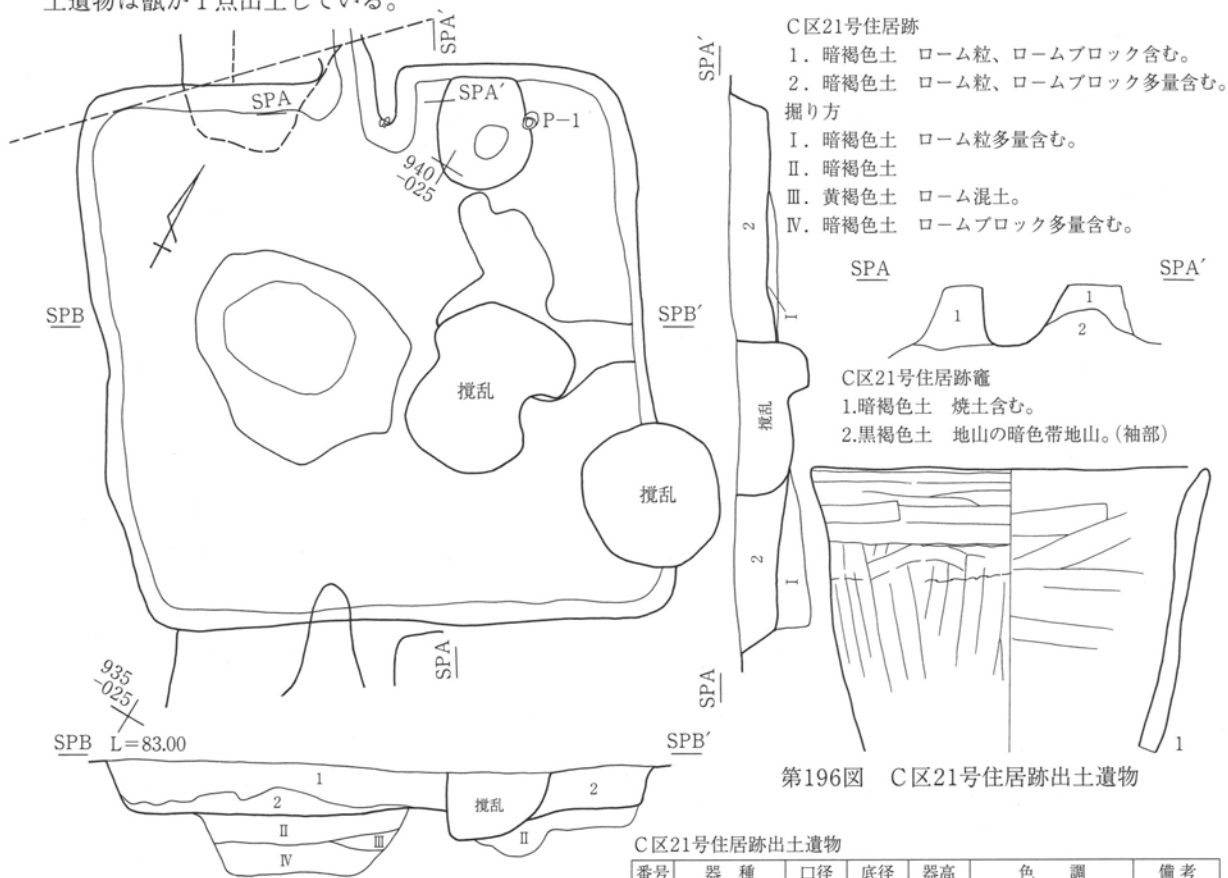 土遺物は甑が1点出土している。
C区21号住居跡
1. 暗褐色土 ローム粒、ロームブロック含む。
2. 暗褐色土 ローム粒、ロームブロック多量含む。
掘り方
Ⅰ. 暗褐色土 ローム粒多量含む。
Ⅱ. 暗褐色土
Ⅲ. 黄褐色土 ローム混土。
Ⅳ. 暗褐色土 ロームブロック多量含む。
SPA′
SPA
SPA′
P-1
940
-025
SPB
SPB′
攪乱
攪乱
SPA
935
-025
SPA′
2
Ⅰ
攪乱
2
Ⅰ
SPA
SPA
SPA′
1
1
2
C区21号住居跡竈
1.暗褐色土 焼土含む。
2.黒褐色土 地山の暗色帯地山。(袖部)
1
第196図 C区21号住居跡出土遺物
SPB
L=83.00
SPB′
1
2
攪乱
2
Ⅱ
Ⅲ
Ⅳ
Ⅱ
C区21号住居跡出土遺物
番号 器種 口径 底径 器高 色調 備考